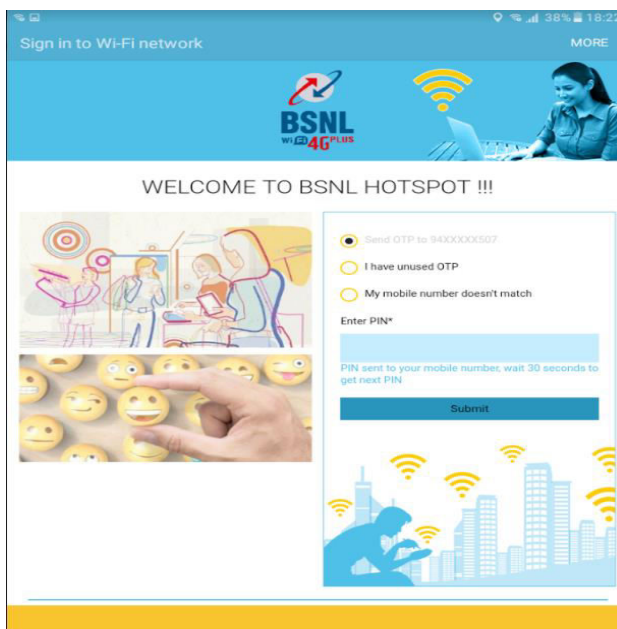 38% 18:22
Sign in to Wi-Fi network
MORE
BSNL
Wi Fi 4G PLUS
WELCOME TO BSNL HOTSPOT !!!
Send OTP to 94XXXXX507
I have unused OTP
My mobile number doesn't match
Enter PIN*
PIN sent to your mobile number, wait 30 seconds to
get next PIN
Submit